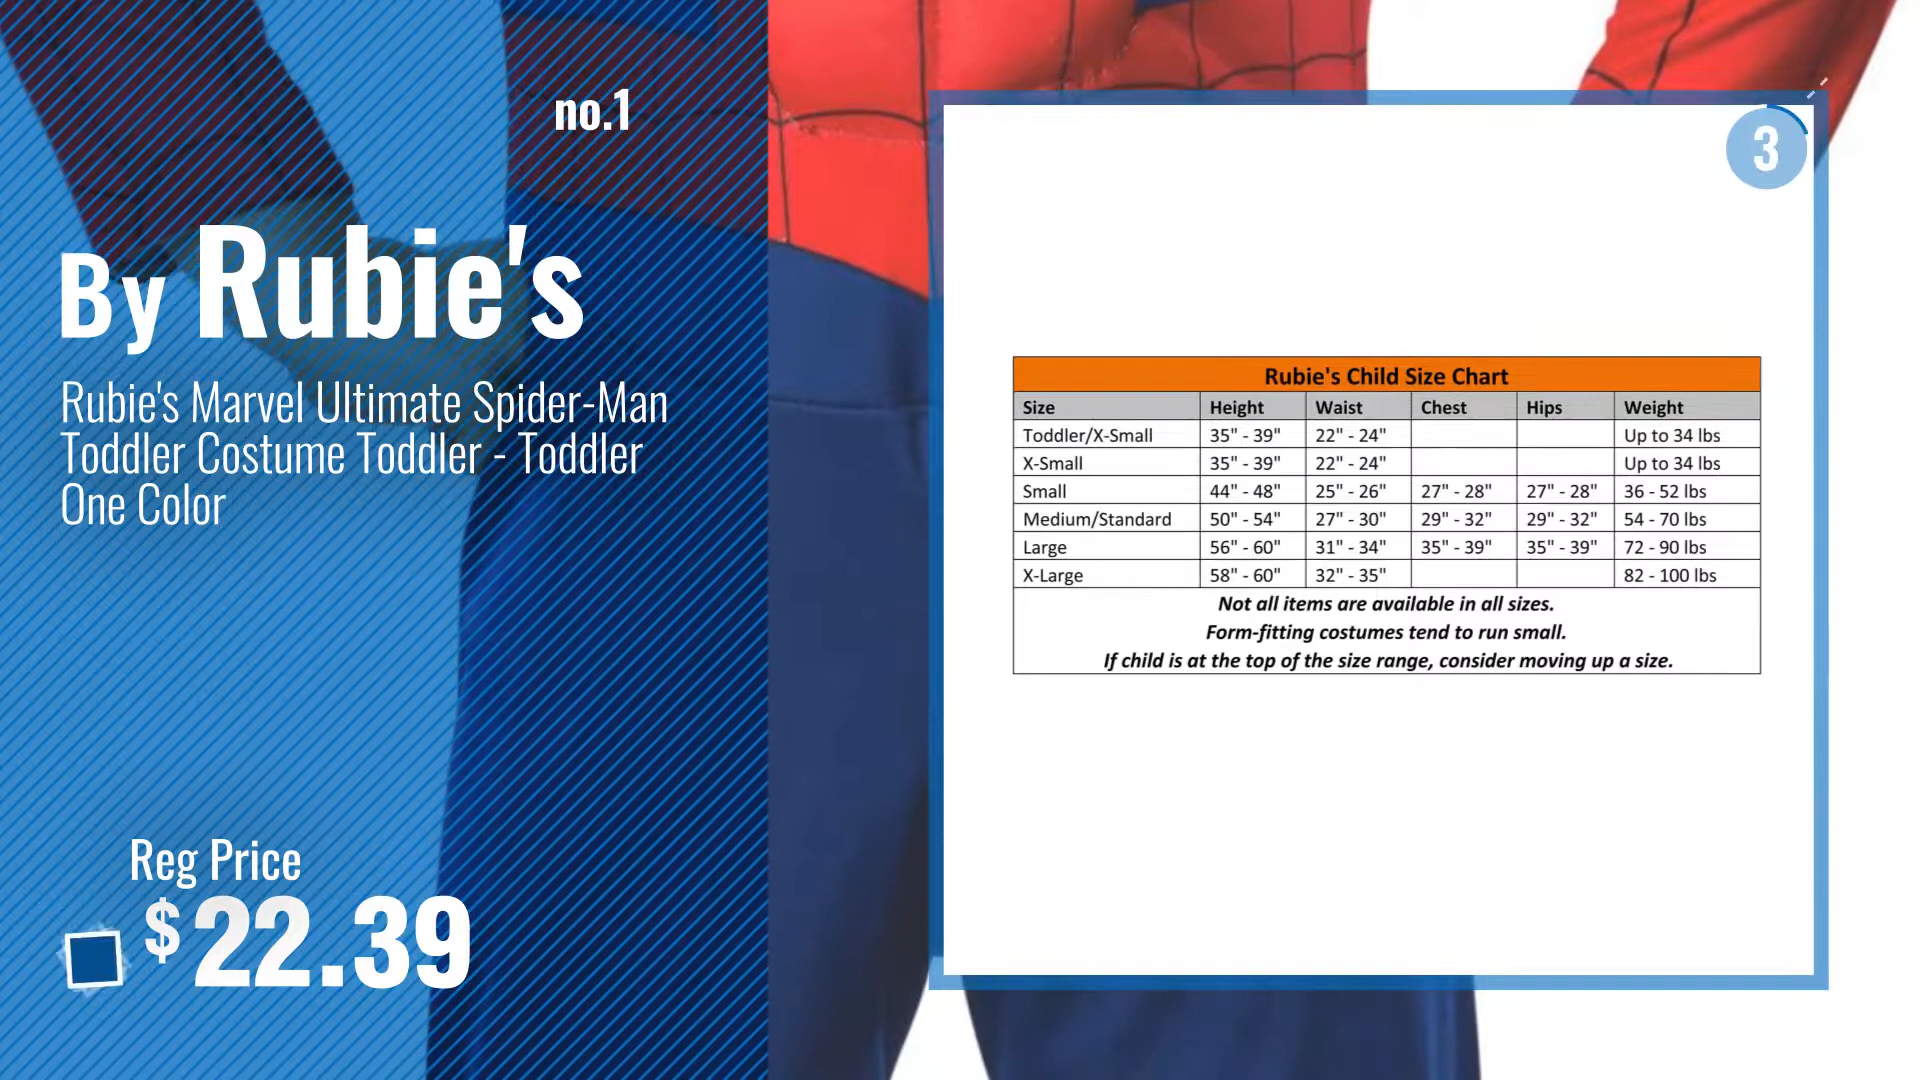 no.1
By Rubie's
Rubie's Marvel Ultimate Spider-Man
Toddler Costume Toddler - Toddler
One Color
Reg Price
$22.39
3
Rubie's Child Size Chart
Size Height Waist Chest Hips Weight
Toddler/X-Small 35" - 39" 22" - 24" Up to 34 lbs
X-Small 35" - 39" 22" - 24" Up to 34 lbs
Small 44" - 48" 25" - 26" 27" - 28" 27" - 28" 36 - 52 lbs
Medium/Standard 50" - 54" 27" - 30" 29" - 32" 29" - 32" 54 - 70 lbs
Large 56" - 60" 31" - 34" 35" - 39" 35" - 39" 72 - 90 lbs
X-Large 58" - 60" 32" - 35" 82 - 100 lbs
Not all items are available in all sizes.
Form-fitting costumes tend to run small.
If child is at the top of the size range, consider moving up a size.